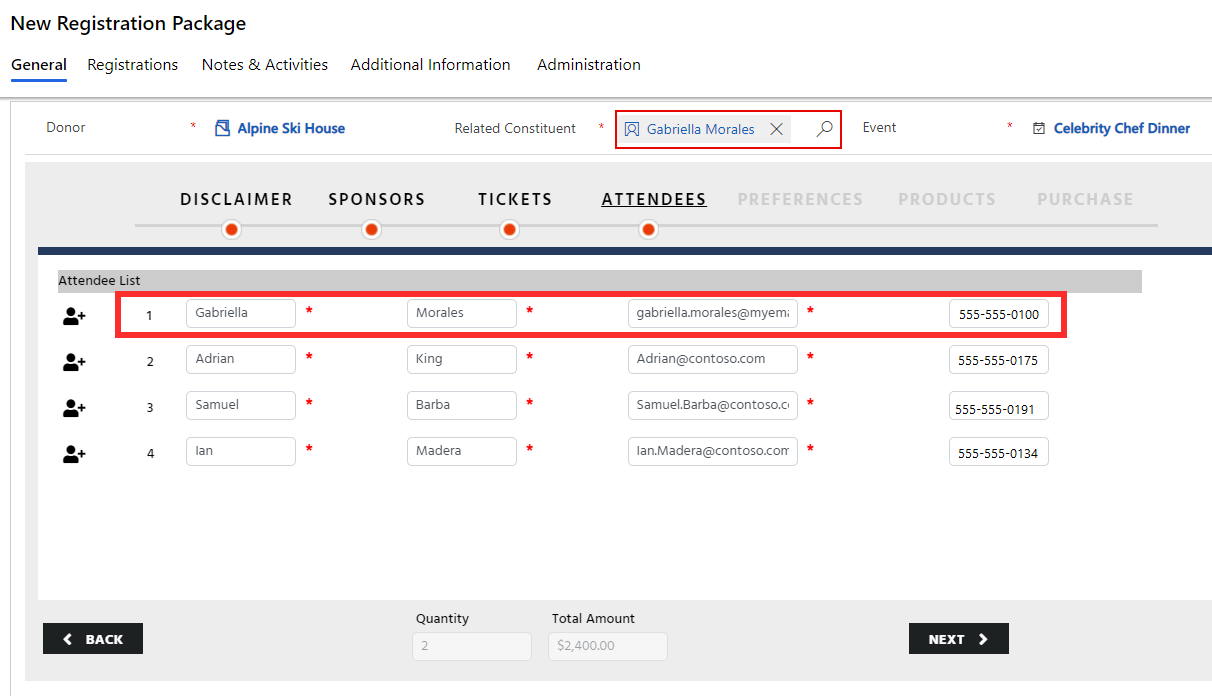 New Registration Package
General Registrations Notes & Activities Additional Information Administration
Donor * Alpine Ski House Related Constituent * Gabriella Morales Event * Celebrity Chef Dinner
DISCLAIMER SPONSORS TICKETS ATTENDEES PREFERENCES PRODUCTS PURCHASE
Attendee List
1 Gabriella * Morales * gabriella.morales@myema * 555-555-0100
2 Adrian * King * Adrian@contoso.com * 555-555-0175
3 Samuel * Barba * Samuel.Barba@contoso.c * 555-555-0191
4 Ian * Madera * Ian.Madera@contoso.com * 555-555-0134
Quantity Total Amount
BACK 2 $2,400.00 NEXT